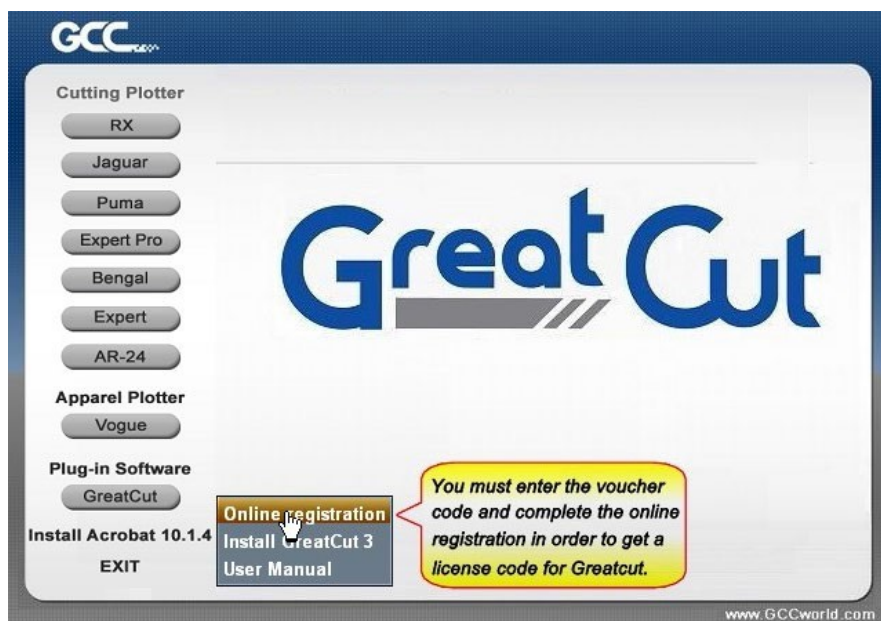 GCC
Cutting Plotter
RX
Jaguar
Puma
Expert Pro
Bengal
Expert
AR-24
Apparel Plotter
Vogue
Plug-in Software
GreatCut
Install Acrobat 10.1.4
EXIT
Great Cut
Online registration
Install GreatCut 3
User Manual
You must enter the voucher
code and complete the online
registration in order to get a
license code for Greatcut.
www.GCCworld.com